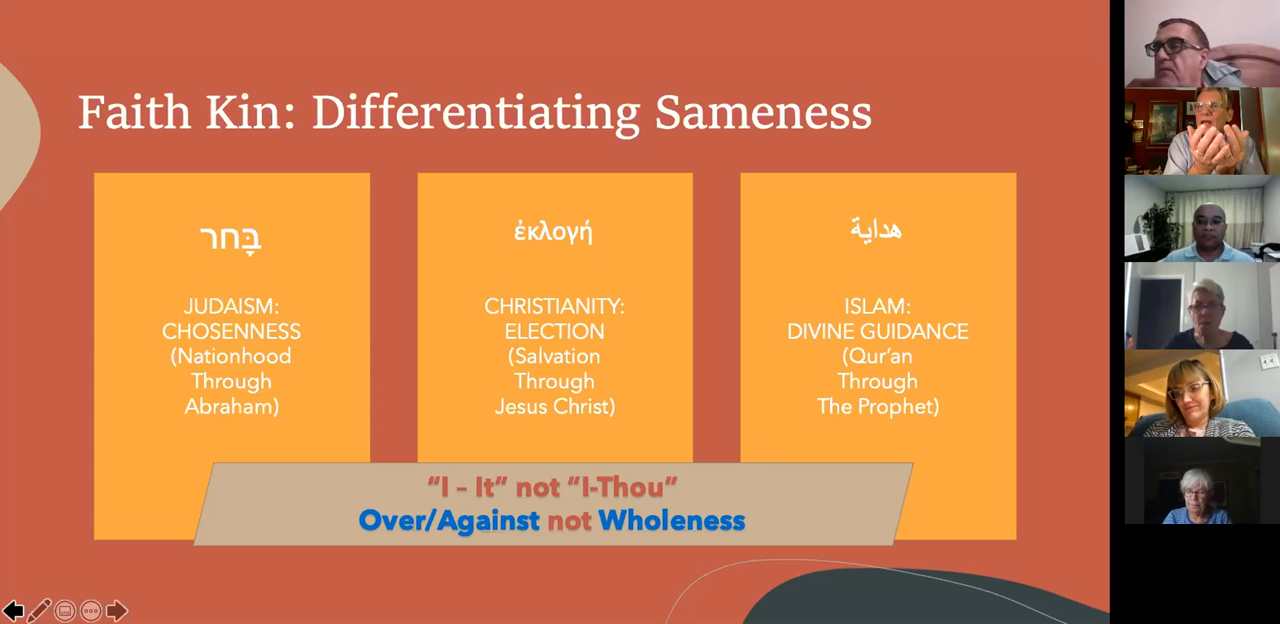 Faith Kin: Differentiating Sameness
בָּחר
ἐκλογή
هداية
JUDAISM:
CHOSENNESS
(Nationhood
Through
Abraham)
CHRISTIANITY:
ELECTION
(Salvation
Through
Jesus Christ)
ISLAM:
DIVINE GUIDANCE
(Qur’an
Through
The Prophet)
“I – It“ not “I-Thou“
Over/Against not Wholeness